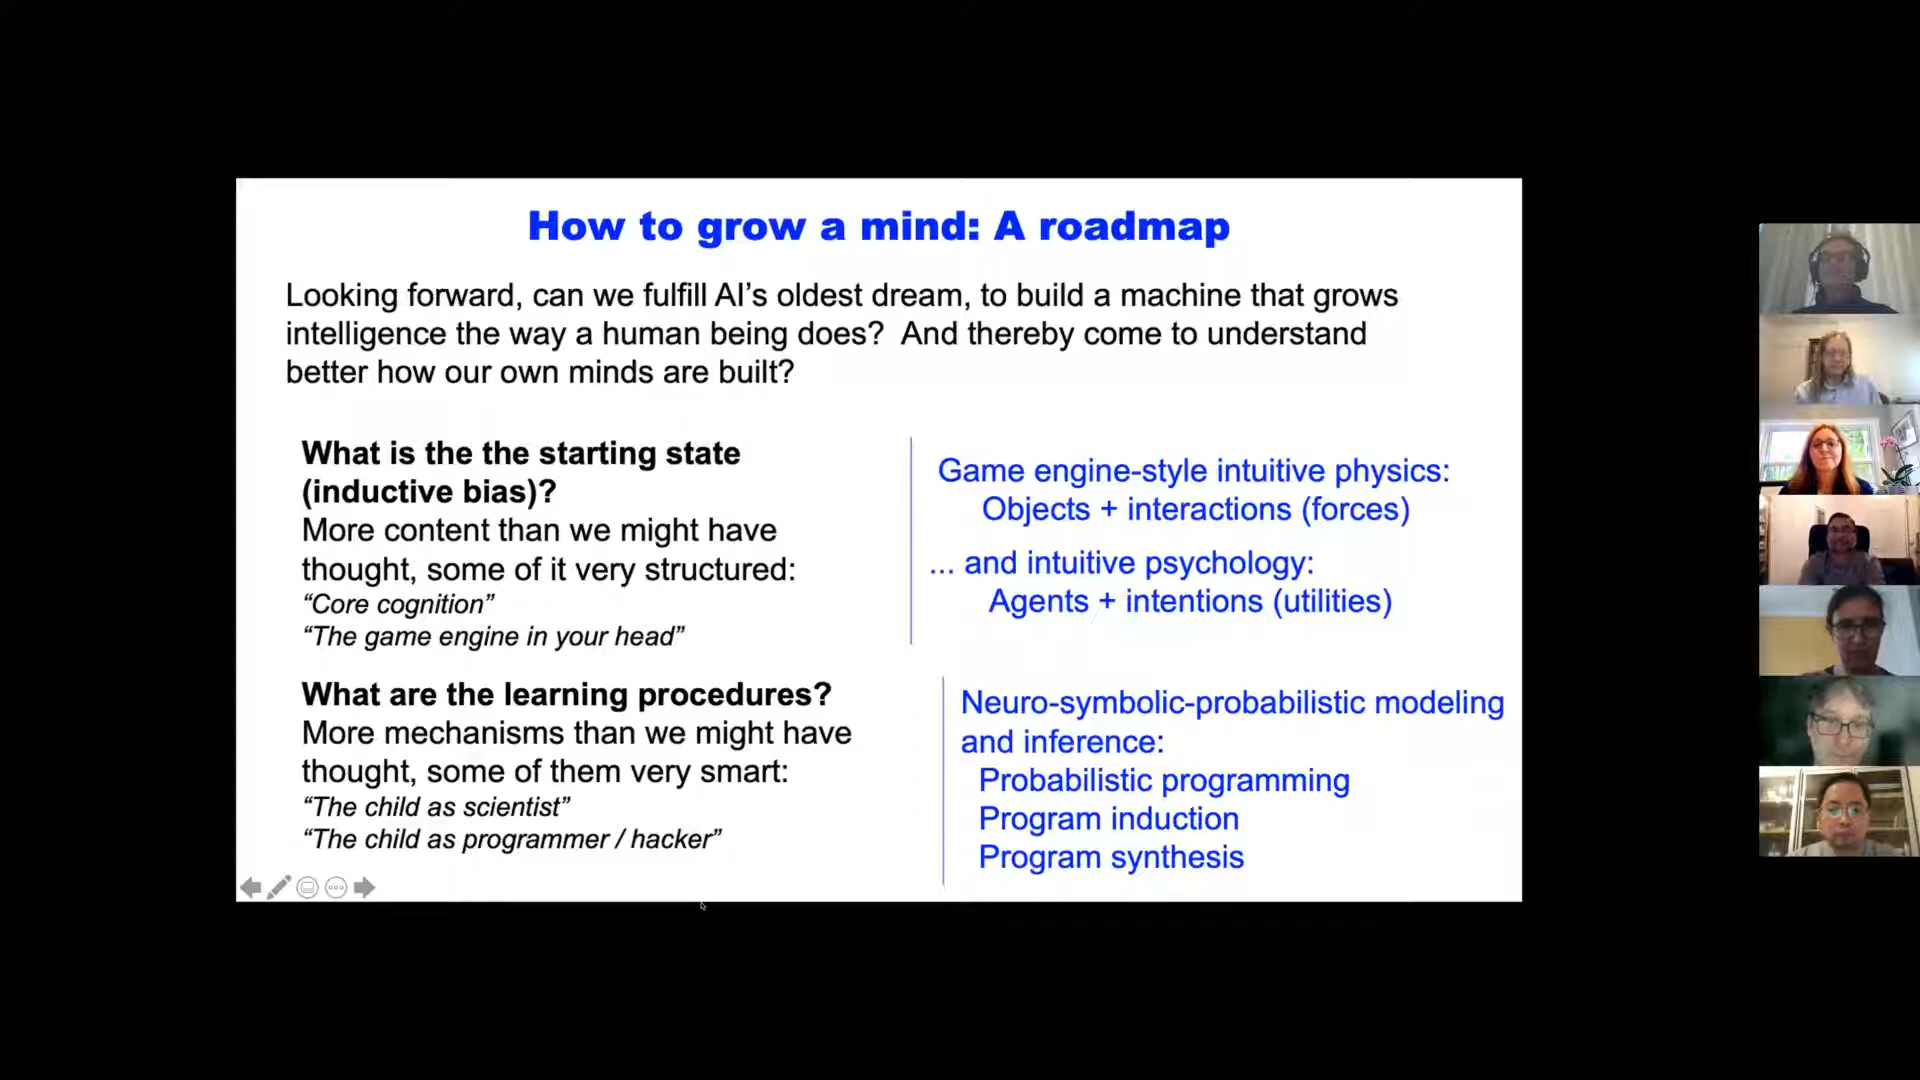 How to grow a mind: A roadmap
Looking forward, can we fulfill AI’s oldest dream, to build a machine that grows
intelligence the way a human being does?  And thereby come to understand
better how our own minds are built?
What is the the starting state
(inductive bias)?
More content than we might have
thought, some of it very structured:
“Core cognition”
“The game engine in your head”
Game engine-style intuitive physics:
Objects + interactions (forces)
... and intuitive psychology:
Agents + intentions (utilities)
What are the learning procedures?
More mechanisms than we might have
thought, some of them very smart:
“The child as scientist”
“The child as programmer / hacker”
Neuro-symbolic-probabilistic modeling
and inference:
Probabilistic programming
Program induction
Program synthesis